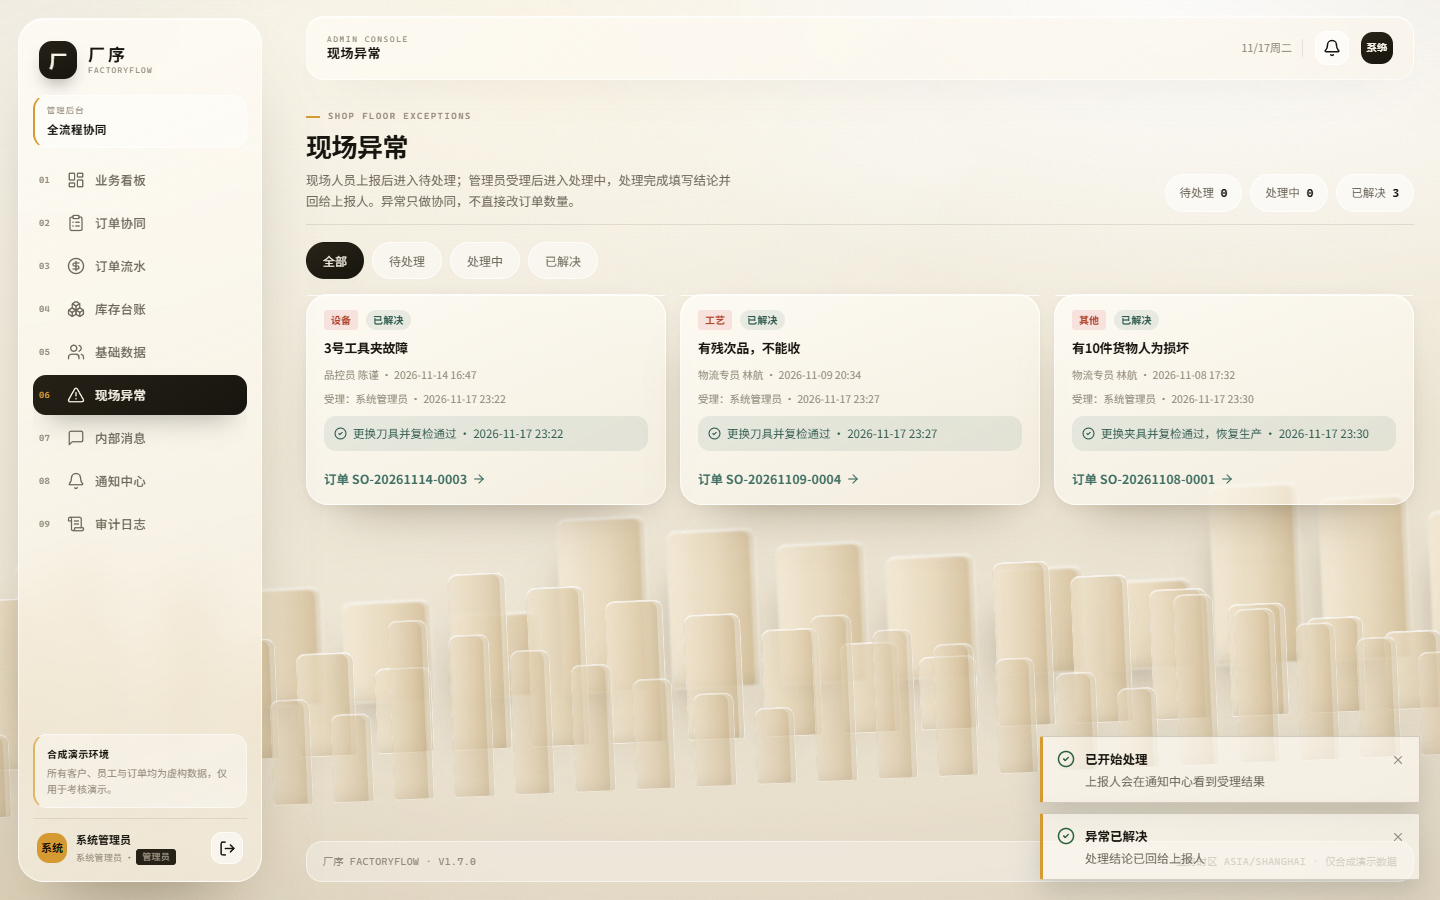 厂
厂序
FACTORYFLOW
管理后台
全流程协同
01 业务看板
02 订单协同
03 订单流水
04 库存台账
05 基础数据
06 现场异常
07 内部消息
08 通知中心
09 审计日志
合成演示环境
所有客户、员工与订单均为虚构数据，仅
用于考核演示。
系统
系统管理员
系统管理员 · 管理员
ADMIN CONSOLE
现场异常
11/17周二
系统
SHOP FLOOR EXCEPTIONS
现场异常
现场人员上报后进入待处理；管理员受理后进入处理中，处理完成填写结论并
回给上报人。异常只做协同，不直接改订单数量。
待处理 0
处理中 0
已解决 3
全部
待处理
处理中
已解决
设备 已解决
3号工具夹故障
品控员 陈谨 · 2026-11-14 16:47
受理：系统管理员 · 2026-11-17 23:22
更换刀具并复检通过 · 2026-11-17 23:22
订单 SO-20261114-0003
工艺 已解决
有残次品，不能收
物流专员 林航 · 2026-11-09 20:34
受理：系统管理员 · 2026-11-17 23:27
更换刀具并复检通过 · 2026-11-17 23:27
订单 SO-20261109-0004
其他 已解决
有10件货物人为损坏
物流专员 林航 · 2026-11-08 17:32
受理：系统管理员 · 2026-11-17 23:30
更换夹具并复检通过，恢复生产 · 2026-11-17 23:30
订单 SO-20261108-0001
已开始处理
上报人会在通知中心看到受理结果
异常已解决
处理结论已回给上报人
厂序 FACTORYFLOW · V1.7.0
时区 ASIA/SHANGHAI · 仅合成演示数据